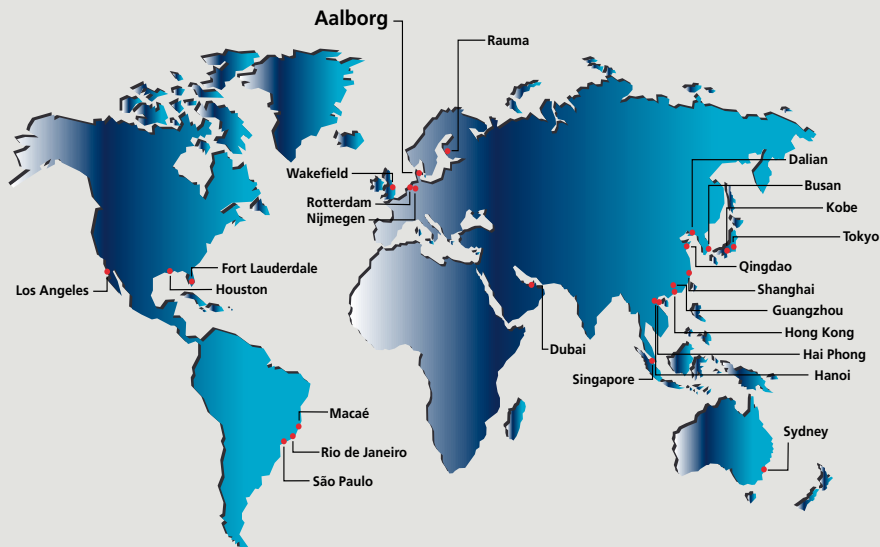 Aalborg
Rauma
Wakefield
Rotterdam
Nijmegen
Dalian
Busan
Kobe
Tokyo
Qingdao
Shanghai
Guangzhou
Hong Kong
Hai Phong
Hanoi
Singapore
Dubai
Fort Lauderdale
Houston
Los Angeles
Macaé
Rio de Janeiro
São Paulo
Sydney